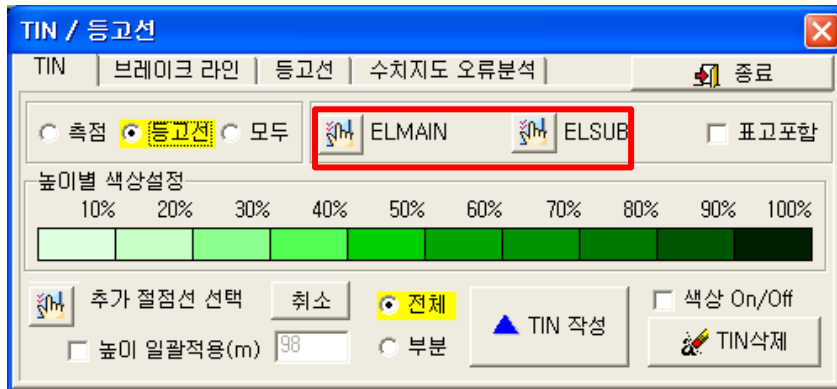 TIN / 등고선
TIN 브레이크 라인 등고선 수치지도 오류분석 종료
측점 등고선 모두 ELMAIN ELSUB 표고포함
높이별 색상설정
10% 20% 30% 40% 50% 60% 70% 80% 90% 100%
추가 절점선 선택 취소 전체 TIN 작성 색상 On/Off
높이 일괄적용(m) 98 부분 TIN삭제